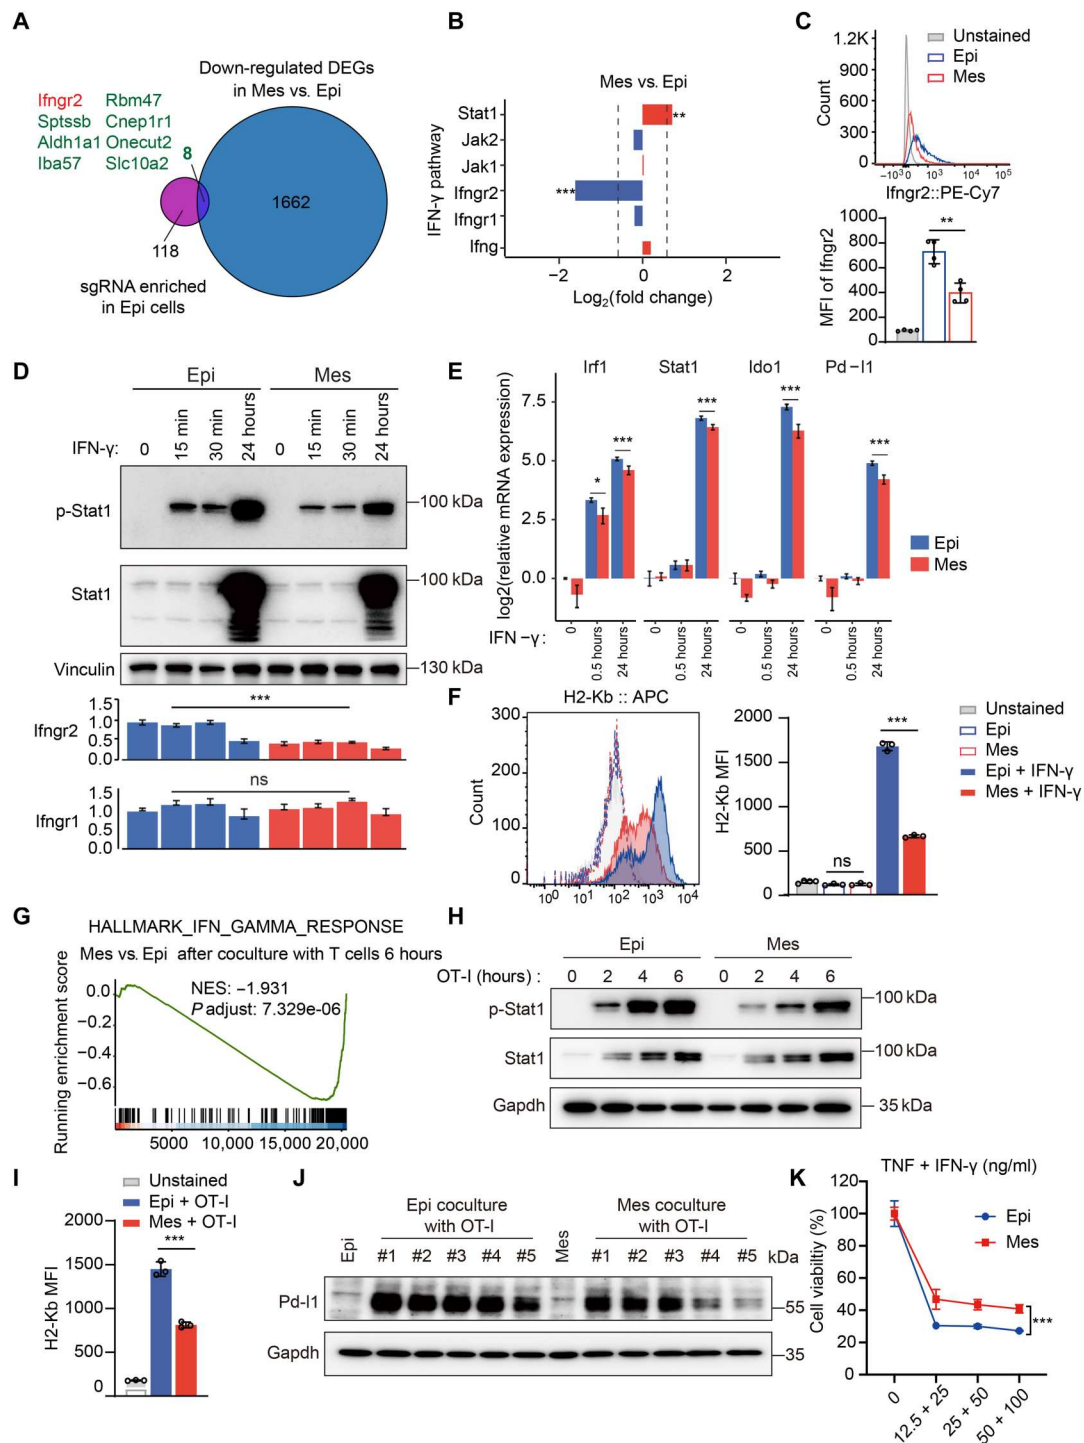 A
Down-regulated DEGs
in Mes vs. Epi
Ifngr2 Rbm47
Sptssb Cnep1r1
Aldh1a1 Onecut2
Iba57 Slc10a2
8
1662
118
sgRNA enriched
in Epi cells
B
Mes vs. Epi
IFN-γ pathway
Stat1
**
Jak2
Jak1
Ifngr2
***
Ifngr1
Ifng
−2 0 2
Log2(fold change)
C
Unstained
Epi
Mes
Count
1.2K
900
600
300
0
−10³ 0 10³ 10⁴ 10⁵
Ifngr2::PE-Cy7
MFI of Ifngr2
1000
800
600
400
200
0
**
D
Epi Mes
IFN-γ: 0 15 min 30 min 24 hours 0 15 min 30 min 24 hours
p-Stat1 100 kDa
Stat1 100 kDa
Vinculin 130 kDa
Ifngr2
1.5
1.0
0.5
0.0
***
Ifngr1
1.5
1.0
0.5
0.0
ns
E
Irf1 Stat1 Ido1 Pd-l1
log2(relative mRNA expression)
7.5
5.0
2.5
0.0
* *** *** *** ***
Epi
Mes
IFN-γ: 0 0.5 hours 24 hours 0 0.5 hours 24 hours 0 0.5 hours 24 hours 0 0.5 hours 24 hours
F
H2-Kb :: APC
Count
300
200
100
0
10⁰ 10¹ 10² 10³ 10⁴
H2-Kb MFI
2000
1500
1000
500
0
ns
***
Unstained
Epi
Mes
Epi + IFN-γ
Mes + IFN-γ
G
HALLMARK_IFN_GAMMA_RESPONSE
Mes vs. Epi after coculture with T cells 6 hours
Running enrichment score
NES: −1.931
P adjust: 7.329e-06
0.0
−0.2
−0.4
−0.6
5000 10,000 15,000 20,000
H
Epi Mes
OT-I (hours) : 0 2 4 6 0 2 4 6
p-Stat1 100 kDa
Stat1 100 kDa
Gapdh 35 kDa
I
Unstained
Epi + OT-I
Mes + OT-I
H2-Kb MFI
2000
1500
1000
500
0
***
J
Epi coculture
with OT-I
Mes coculture
with OT-I
Epi #1 #2 #3 #4 #5 Mes #1 #2 #3 #4 #5 kDa
Pd-l1 55
Gapdh 35
K
TNF + IFN-γ (ng/ml)
Cell viability (%)
120
100
80
60
40
20
0
Epi
Mes
***
0 12.5 + 25 25 + 50 50 + 100